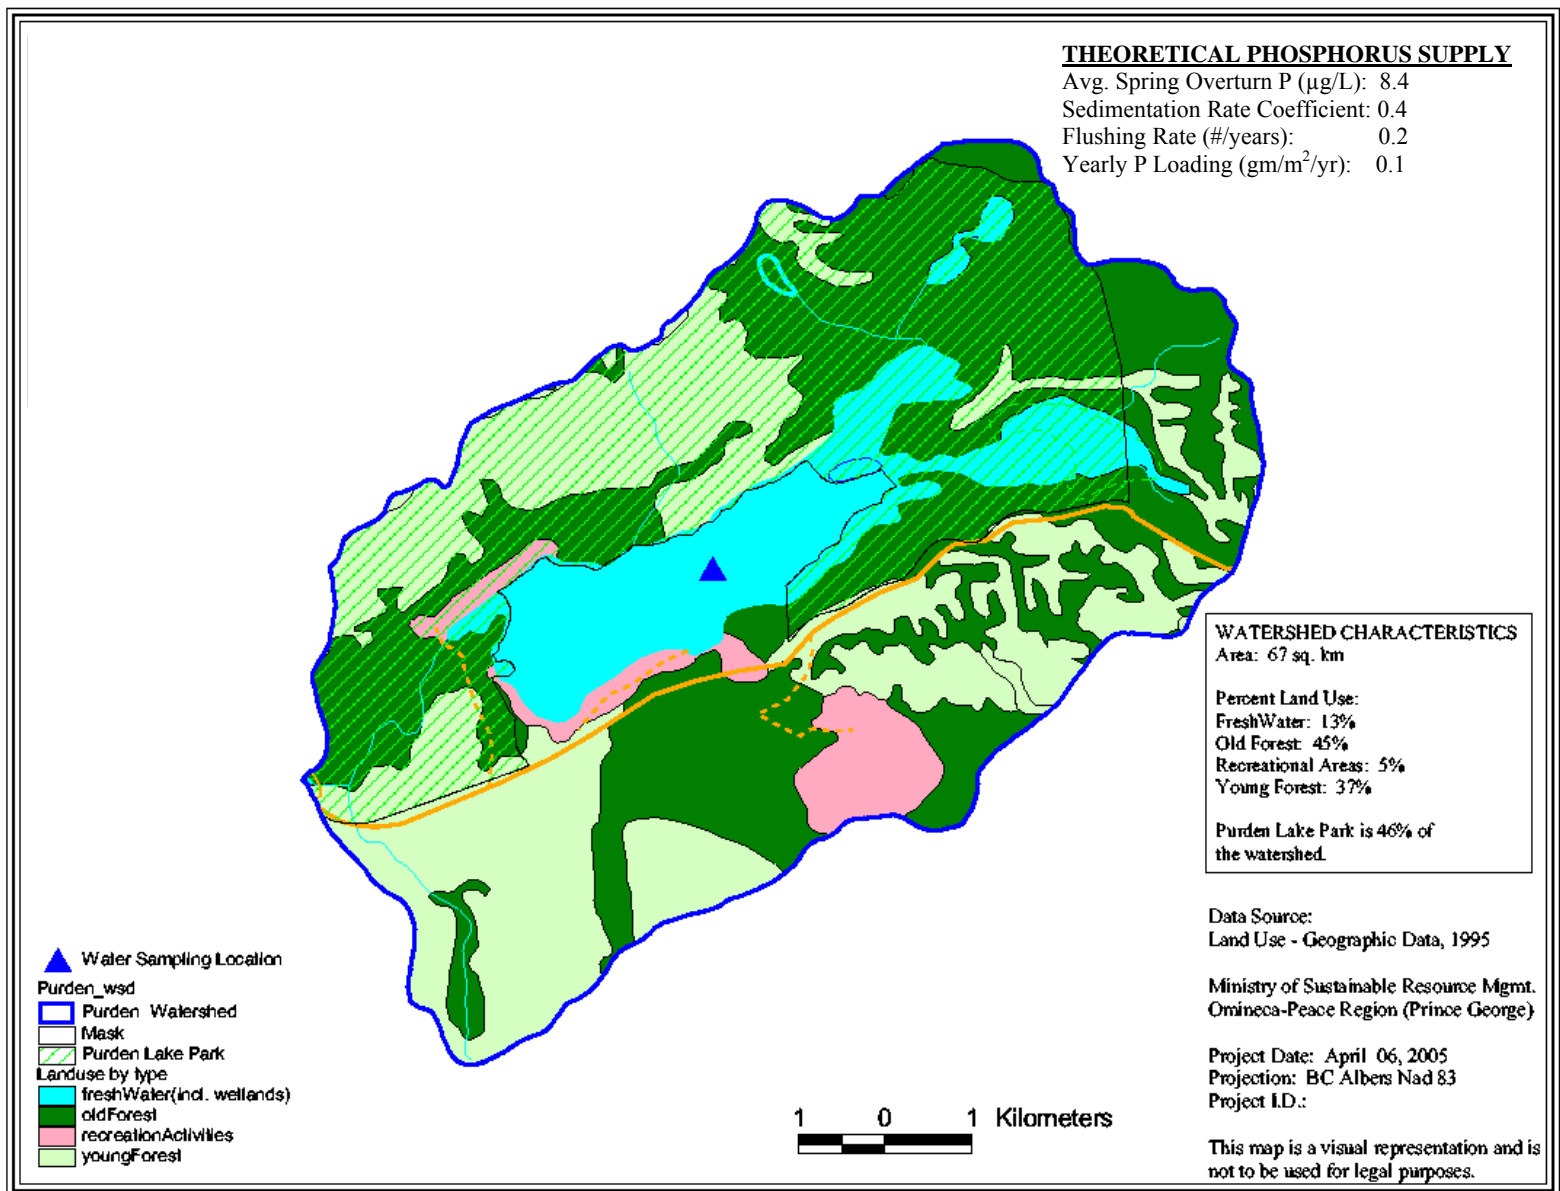 THEORETICAL PHOSPHORUS SUPPLY
Avg. Spring Overturn P (µg/L): 8.4
Sedimentation Rate Coefficient: 0.4
Flushing Rate (#/years): 0.2
Yearly P Loading (gm/m²/yr): 0.1
WATERSHED CHARACTERISTICS
Area: 67 sq. km
Percent Land Use:
FreshWater: 13%
Old Forest: 45%
Recreational Areas: 5%
Young Forest: 37%
Purden Lake Park is 46% of
the watershed.
Data Source:
Land Use - Geographic Data, 1995
Ministry of Sustainable Resource Mgmt.
Omineca-Peace Region (Prince George)
Project Date: April 06, 2005
Projection: BC Albers Nad 83
Project I.D.:
This map is a visual representation and is
not to be used for legal purposes.
Water Sampling Location
Purden_wsd
Purden Watershed
Mask
Purden Lake Park
Landuse by type
freshWater(incl. wetlands)
oldForest
recreationActivities
youngForest
1 0 1 Kilometers